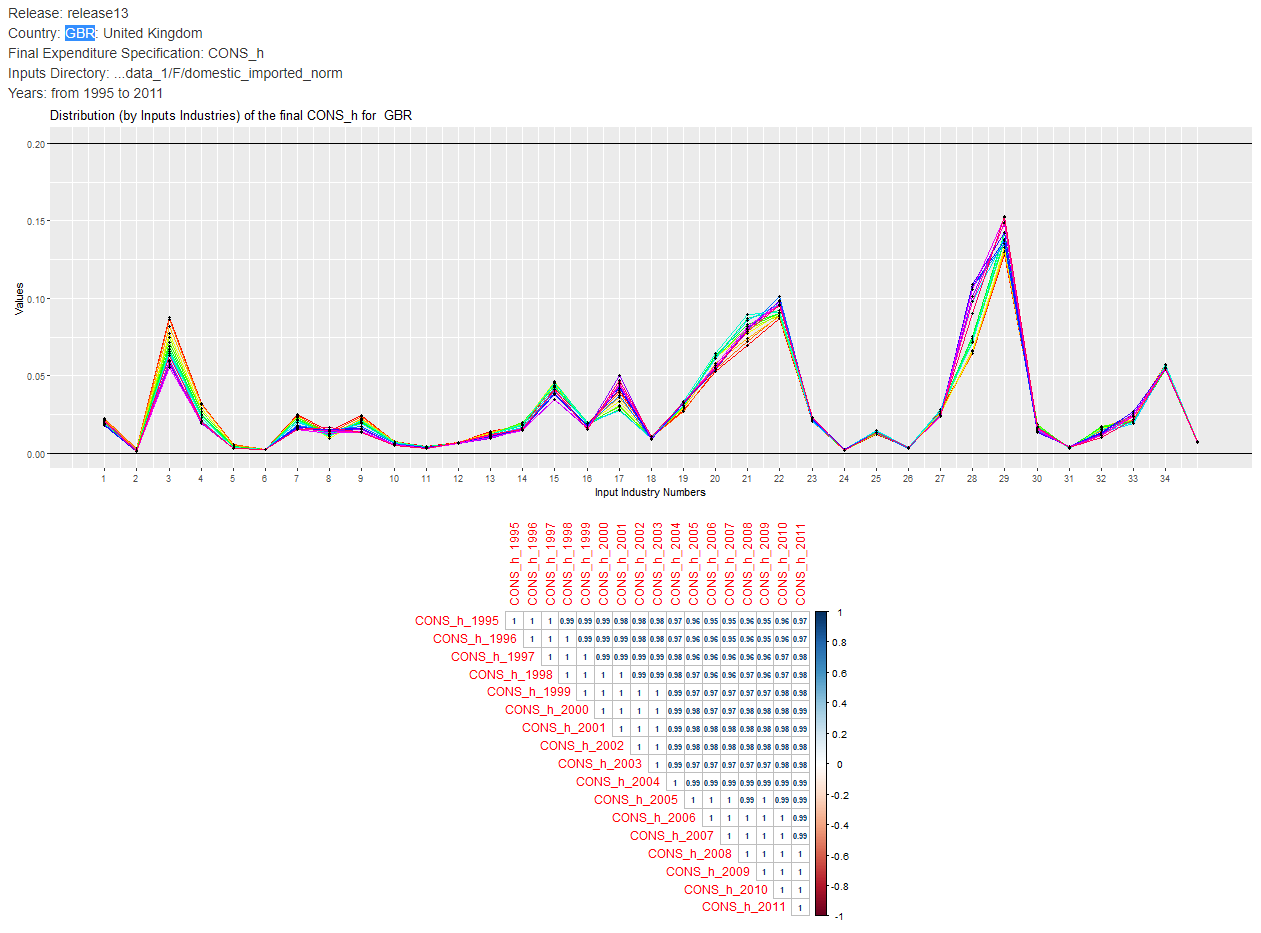 Release: release13
Country: GBR: United Kingdom
Final Expenditure Specification: CONS_h
Inputs Directory: ...data_1/F/domestic_imported_norm
Years: from 1995 to 2011
Distribution (by Inputs Industries) of the final CONS_h for GBR
Values
0.20
0.15
0.10
0.05
0.00
1 2 3 4 5 6 7 8 9 10 11 12 13 14 15 16 17 18 19 20 21 22 23 24 25 26 27 28 29 30 31 32 33 34
Input Industry Numbers
CONS_h_1995 CONS_h_1996 CONS_h_1997 CONS_h_1998 CONS_h_1999 CONS_h_2000 CONS_h_2001 CONS_h_2002 CONS_h_2003 CONS_h_2004 CONS_h_2005 CONS_h_2006 CONS_h_2007 CONS_h_2008 CONS_h_2009 CONS_h_2010 CONS_h_2011
CONS_h_1995 1 1 1 0.99 0.99 0.99 0.98 0.98 0.98 0.97 0.96 0.95 0.95 0.96 0.95 0.96 0.97
CONS_h_1996 1 1 1 0.99 0.99 0.99 0.98 0.98 0.97 0.96 0.96 0.95 0.96 0.95 0.96 0.97
CONS_h_1997 1 1 1 0.99 0.99 0.99 0.99 0.98 0.96 0.96 0.96 0.96 0.96 0.97 0.98
CONS_h_1998 1 1 1 1 0.99 0.99 0.98 0.97 0.96 0.96 0.97 0.96 0.97 0.98
CONS_h_1999 1 1 1 1 1 0.99 0.97 0.97 0.97 0.97 0.97 0.98 0.98
CONS_h_2000 1 1 1 1 0.99 0.98 0.97 0.97 0.98 0.98 0.98 0.99
CONS_h_2001 1 1 1 0.99 0.98 0.98 0.98 0.98 0.98 0.98 0.99
CONS_h_2002 1 1 0.99 0.98 0.98 0.98 0.98 0.98 0.98 0.98
CONS_h_2003 1 0.99 0.97 0.97 0.97 0.97 0.97 0.98 0.98
CONS_h_2004 1 0.99 0.99 0.99 0.99 0.99 0.99 0.99
CONS_h_2005 1 1 1 0.99 1 0.99 0.99
CONS_h_2006 1 1 1 1 1 0.99
CONS_h_2007 1 1 1 1 0.99
CONS_h_2008 1 1 1 1
CONS_h_2009 1 1 1
CONS_h_2010 1 1
CONS_h_2011 1
1
0.8
0.6
0.4
0.2
0
-0.2
-0.4
-0.6
-0.8
-1